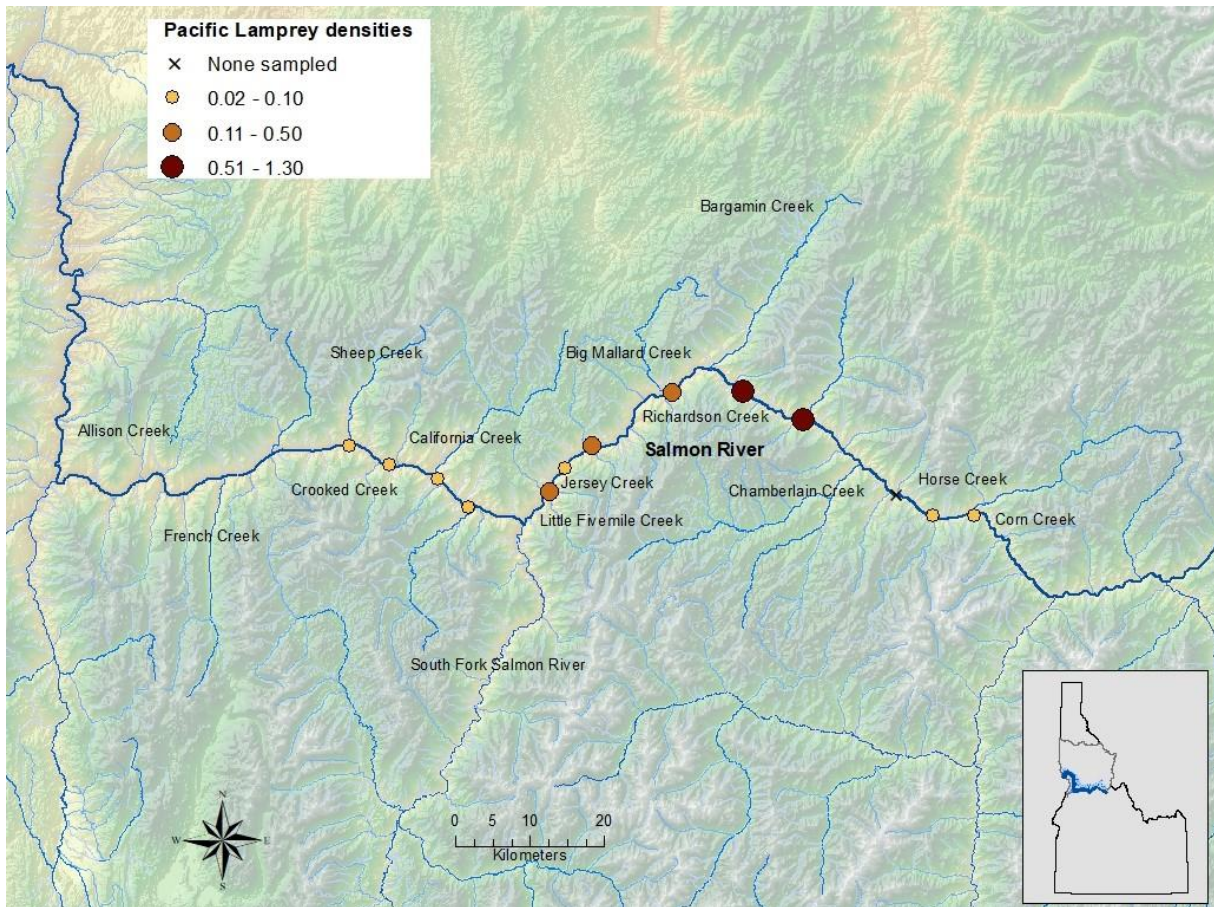 Pacific Lamprey densities
None sampled
0.02 - 0.10
0.11 - 0.50
0.51 - 1.30
Bargamin Creek
Sheep Creek
Big Mallard Creek
Richardson Creek
Allison Creek
California Creek
Salmon River
Crooked Creek
Jersey Creek
Chamberlain Creek
Horse Creek
French Creek
Little Fivemile Creek
Corn Creek
South Fork Salmon River
N
W
E
S
0 5 10 20
Kilometers